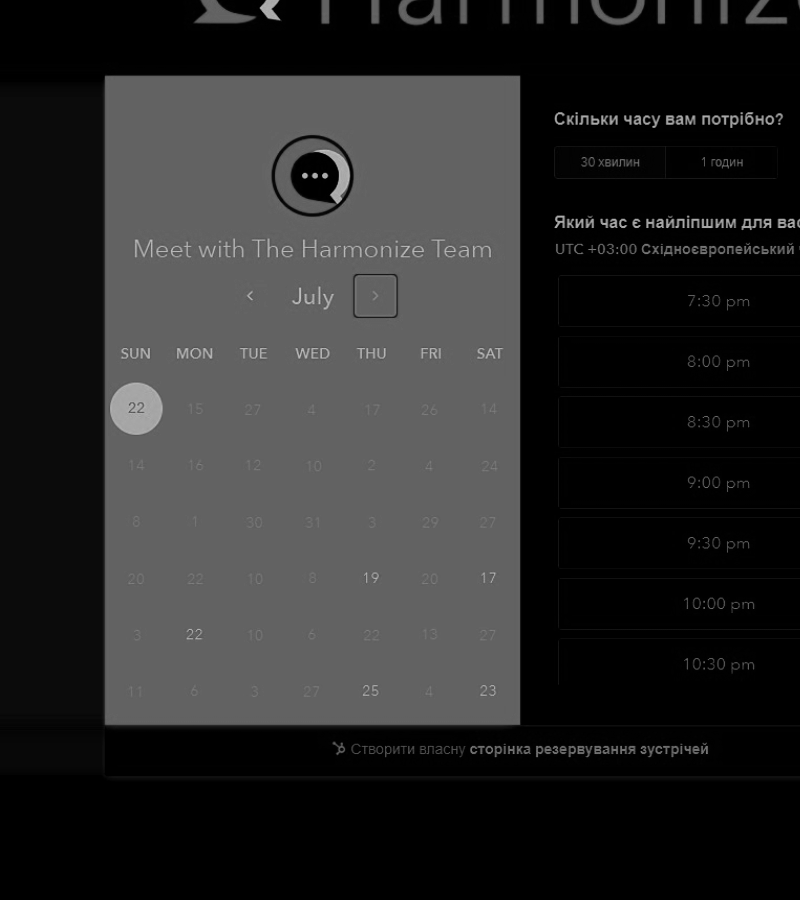 Harmonize
Meet with The Harmonize Team
July
SUN MON TUE WED THU FRI SAT
22 15 27 4 17 26 14
14 16 12 10 2 4 24
8 1 30 31 3 29 27
20 22 10 8 19 20 17
3 22 10 6 22 13 27
11 6 3 27 25 4 23
Скільки часу вам потрібно?
30 хвилин 1 годин
Який час є найліпшим для вас
UTC +03:00 Східноєвропейський
7:30 pm
8:00 pm
8:30 pm
9:00 pm
9:30 pm
10:00 pm
10:30 pm
Створити власну сторінка резервування зустрічей